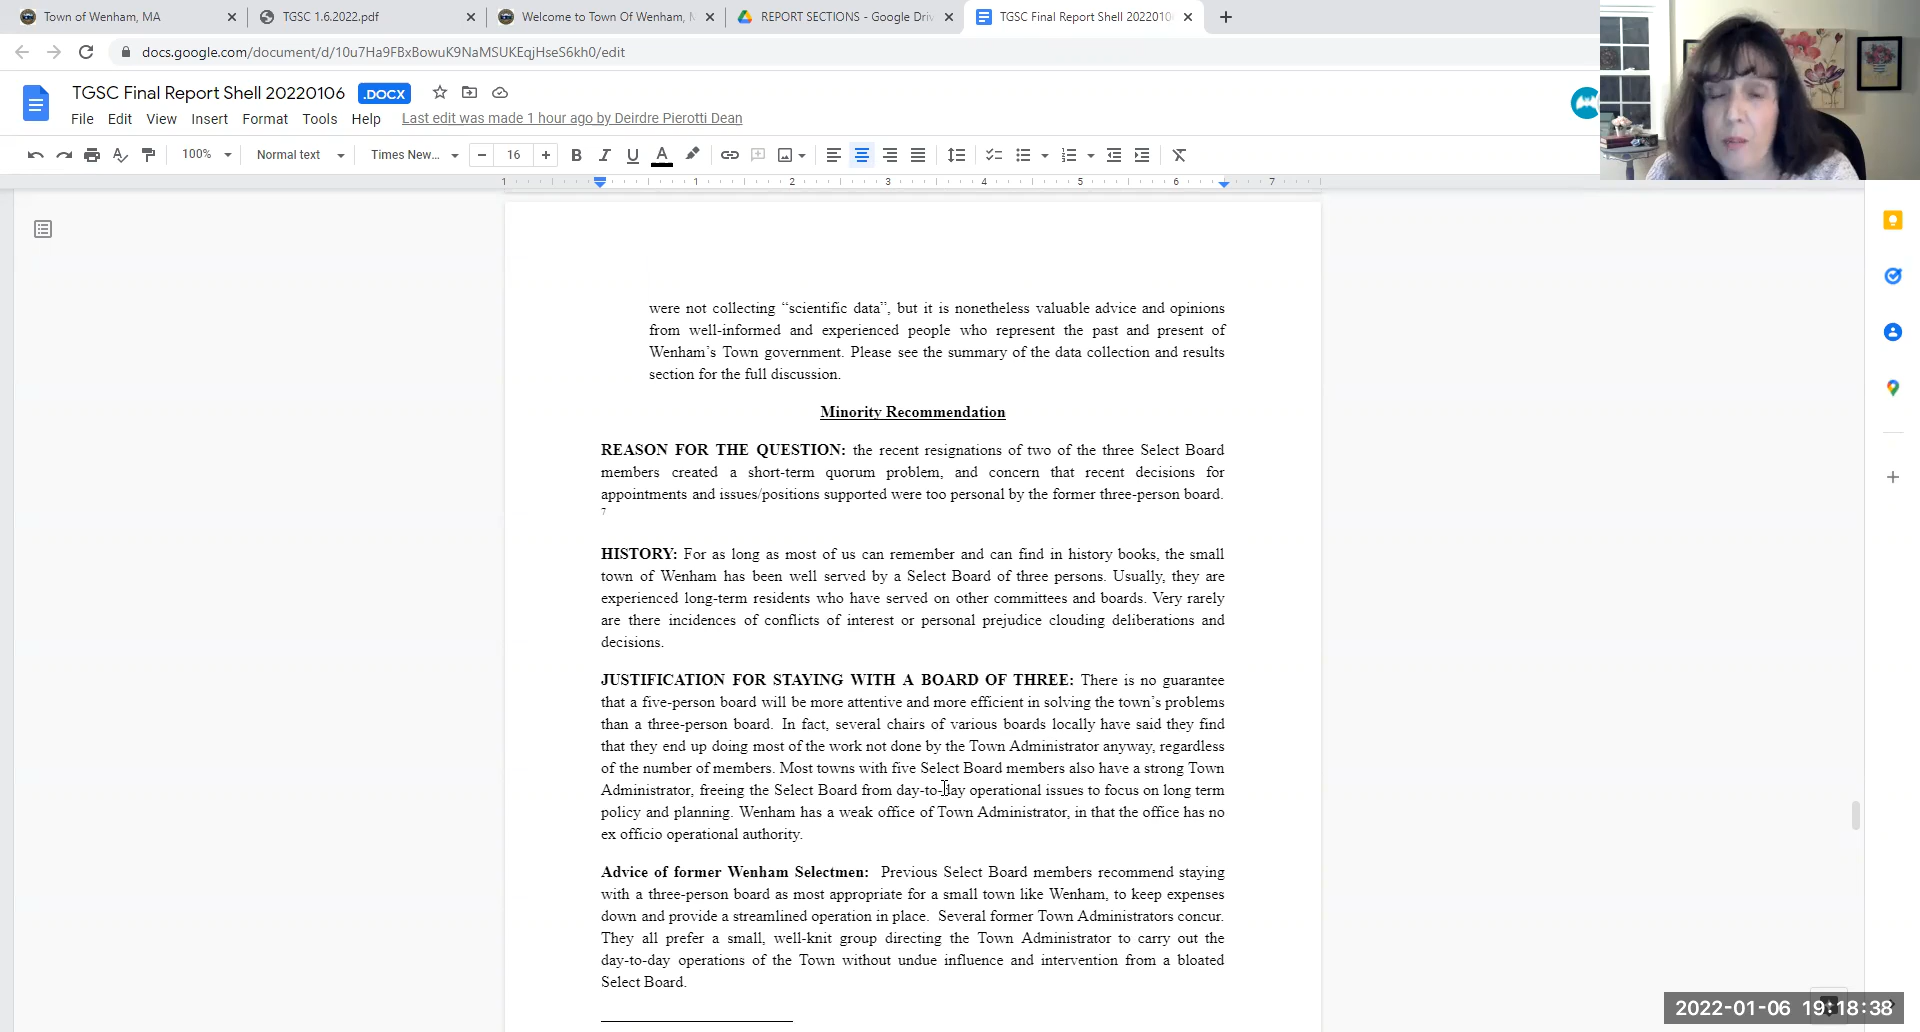 Town of Wenham, MA
TGSC 1.6.2022.pdf
Welcome to Town Of Wenham,
REPORT SECTIONS - Google Driv
TGSC Final Report Shell 2022010
docs.google.com/document/d/10u7Ha9FBxBowuK9NaMSUKEqjHseS6kh0/edit
TGSC Final Report Shell 20220106 .DOCX
File Edit View Insert Format Tools Help Last edit was made 1 hour ago by Deirdre Pierotti Dean
100% Normal text Times New... 16 B I U A
1 1 2 3 4 5 6 7
were not collecting “scientific data”, but it is nonetheless valuable advice and opinions
from well-informed and experienced people who represent the past and present of
Wenham’s Town government. Please see the summary of the data collection and results
section for the full discussion.
Minority Recommendation
REASON FOR THE QUESTION: the recent resignations of two of the three Select Board
members created a short-term quorum problem, and concern that recent decisions for
appointments and issues/positions supported were too personal by the former three-person board.
7
HISTORY: For as long as most of us can remember and can find in history books, the small
town of Wenham has been well served by a Select Board of three persons. Usually, they are
experienced long-term residents who have served on other committees and boards. Very rarely
are there incidences of conflicts of interest or personal prejudice clouding deliberations and
decisions.
JUSTIFICATION FOR STAYING WITH A BOARD OF THREE: There is no guarantee
that a five-person board will be more attentive and more efficient in solving the town’s problems
than a three-person board. In fact, several chairs of various boards locally have said they find
that they end up doing most of the work not done by the Town Administrator anyway, regardless
of the number of members. Most towns with five Select Board members also have a strong Town
Administrator, freeing the Select Board from day-to-day operational issues to focus on long term
policy and planning. Wenham has a weak office of Town Administrator, in that the office has no
ex officio operational authority.
Advice of former Wenham Selectmen: Previous Select Board members recommend staying
with a three-person board as most appropriate for a small town like Wenham, to keep expenses
down and provide a streamlined operation in place. Several former Town Administrators concur.
They all prefer a small, well-knit group directing the Town Administrator to carry out the
day-to-day operations of the Town without undue influence and intervention from a bloated
Select Board.
2022-01-06 19:18:38